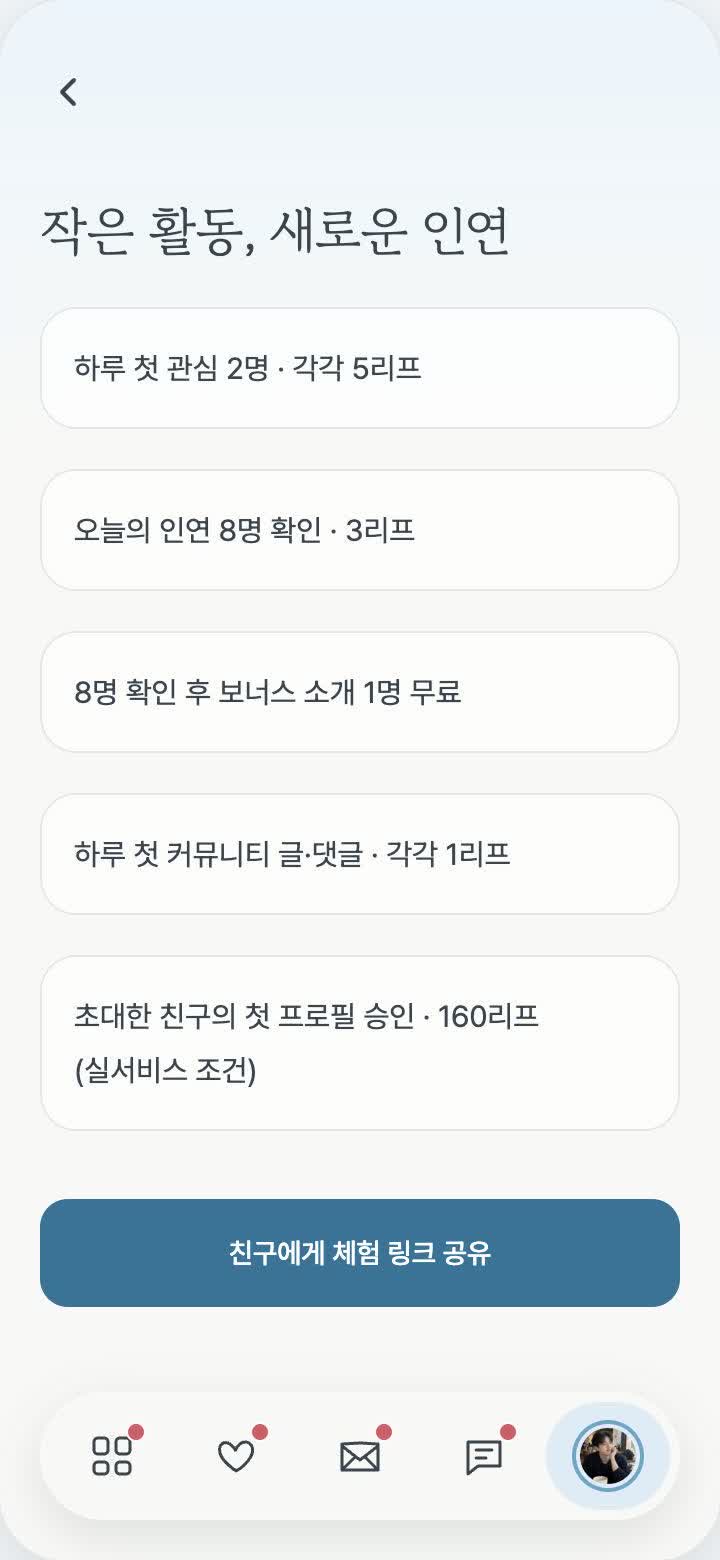 작은 활동, 새로운 인연
하루 첫 관심 2명 · 각각 5리프
오늘의 인연 8명 확인 · 3리프
8명 확인 후 보너스 소개 1명 무료
하루 첫 커뮤니티 글·댓글 · 각각 1리프
초대한 친구의 첫 프로필 승인 · 160리프
(실서비스 조건)
친구에게 체험 링크 공유